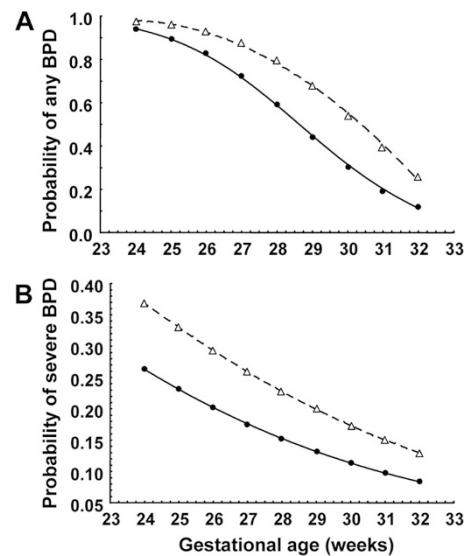 A
Probability of any BPD
1.0
0.8
0.6
0.4
0.2
0.0
23 24 25 26 27 28 29 30 31 32 33
B
Probability of severe BPD
0.40
0.35
0.30
0.25
0.20
0.15
0.10
0.05
23 24 25 26 27 28 29 30 31 32 33
Gestational age (weeks)